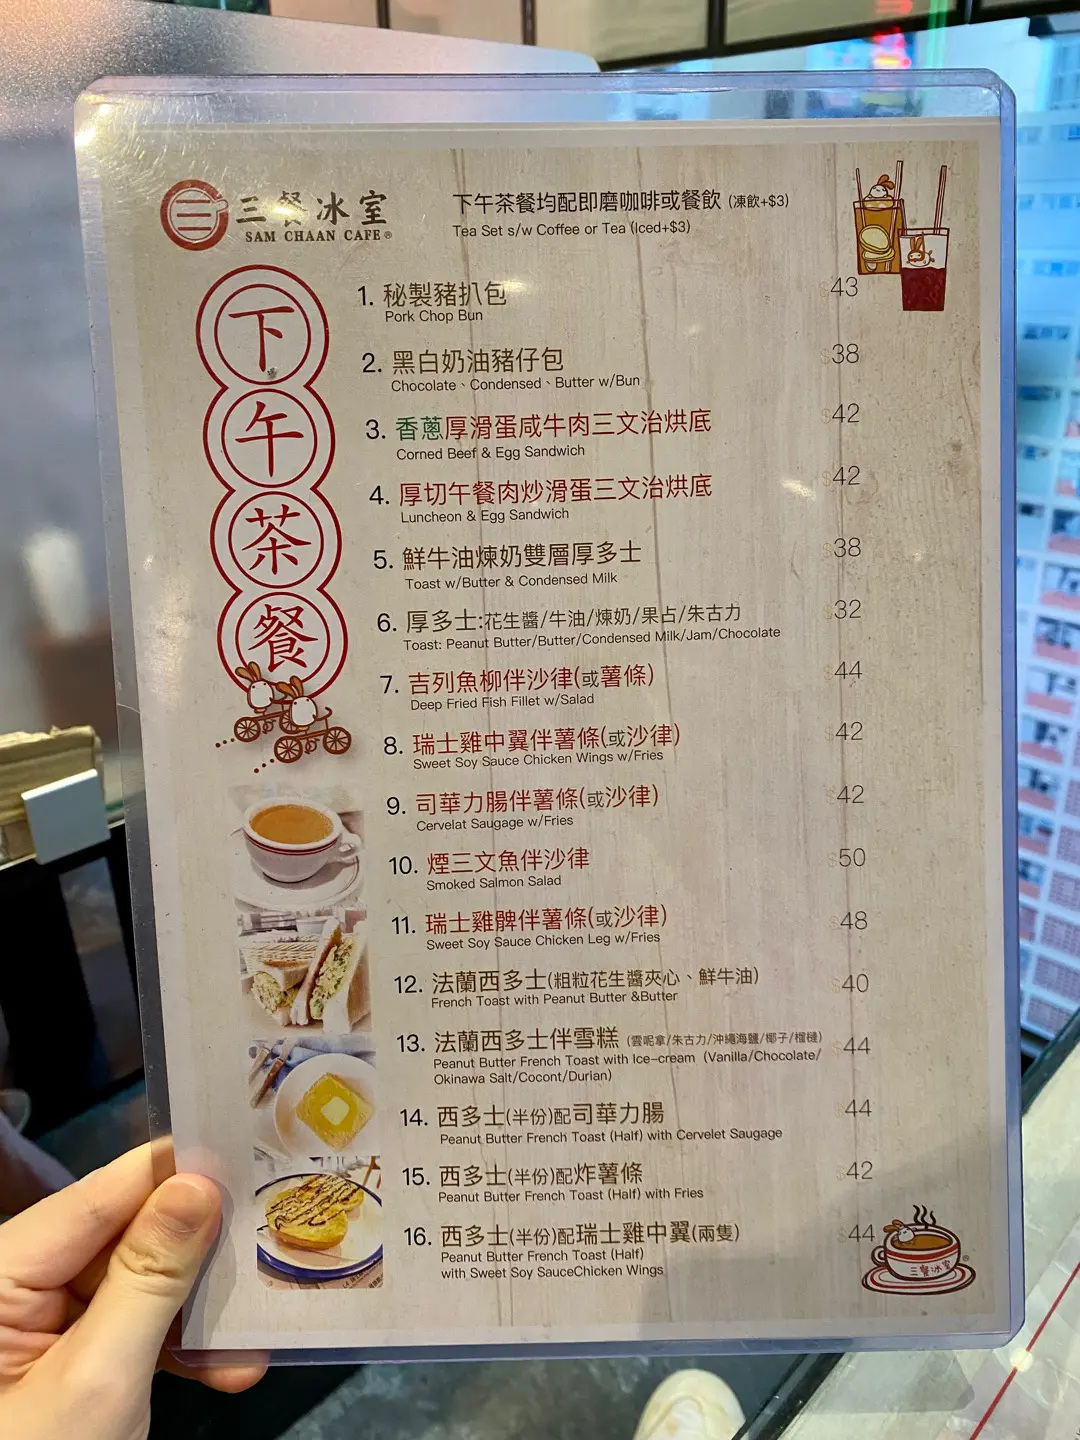 三餐冰室
SAM CHAAN CAFE®
下午茶餐均配即磨咖啡或餐飲 (凍飲+$3)
Tea Set s/w Coffee or Tea (Iced+$3)
下午茶餐
1. 秘製豬扒包 $43
Pork Chop Bun
2. 黑白奶油豬仔包 $38
Chocolate、Condensed、Butter w/Bun
3. 香蔥厚滑蛋咸牛肉三文治烘底 $42
Corned Beef & Egg Sandwich
4. 厚切午餐肉炒滑蛋三文治烘底 $42
Luncheon & Egg Sandwich
5. 鮮牛油煉奶雙層厚多士 $38
Toast w/Butter & Condensed Milk
6. 厚多士:花生醬/牛油/煉奶/果占/朱古力 $32
Toast: Peanut Butter/Butter/Condensed Milk/Jam/Chocolate
7. 吉列魚柳伴沙律(或薯條) $44
Deep Fried Fish Fillet w/Salad
8. 瑞士雞中翼伴薯條(或沙律) $42
Sweet Soy Sauce Chicken Wings w/Fries
9. 司華力腸伴薯條(或沙律) $42
Cervelat Saugage w/Fries
10. 煙三文魚伴沙律 $50
Smoked Salmon Salad
11. 瑞士雞髀伴薯條(或沙律) $48
Sweet Soy Sauce Chicken Leg w/Fries
12. 法蘭西多士(粗粒花生醬夾心、鮮牛油) $40
French Toast with Peanut Butter &Butter
13. 法蘭西多士伴雪糕 (雲呢拿/朱古力/沖繩海鹽/椰子/榴槤) $44
Peanut Butter French Toast with Ice-cream (Vanilla/Chocolate/
Okinawa Salt/Cocont/Durian)
14. 西多士(半份)配司華力腸 $44
Peanut Butter French Toast (Half) with Cervelet Saugage
15. 西多士(半份)配炸薯條 $42
Peanut Butter French Toast (Half) with Fries
16. 西多士(半份)配瑞士雞中翼(兩隻) $44
Peanut Butter French Toast (Half)
with Sweet Soy SauceChicken Wings
三餐冰室